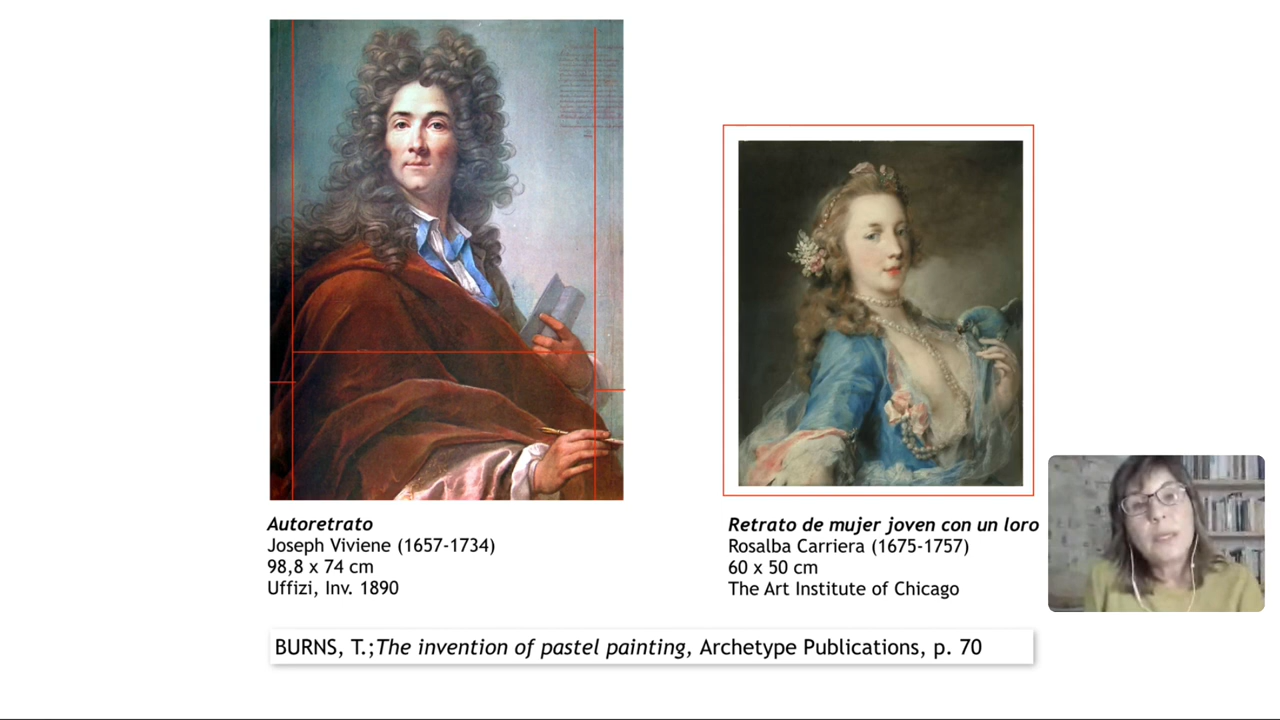 Autoretrato
Joseph Viviene (1657-1734)
98,8 x 74 cm
Uffizi, Inv. 1890
Retrato de mujer joven con un loro
Rosalba Carriera (1675-1757)
60 x 50 cm
The Art Institute of Chicago
BURNS, T.;The invention of pastel painting, Archetype Publications, p. 70